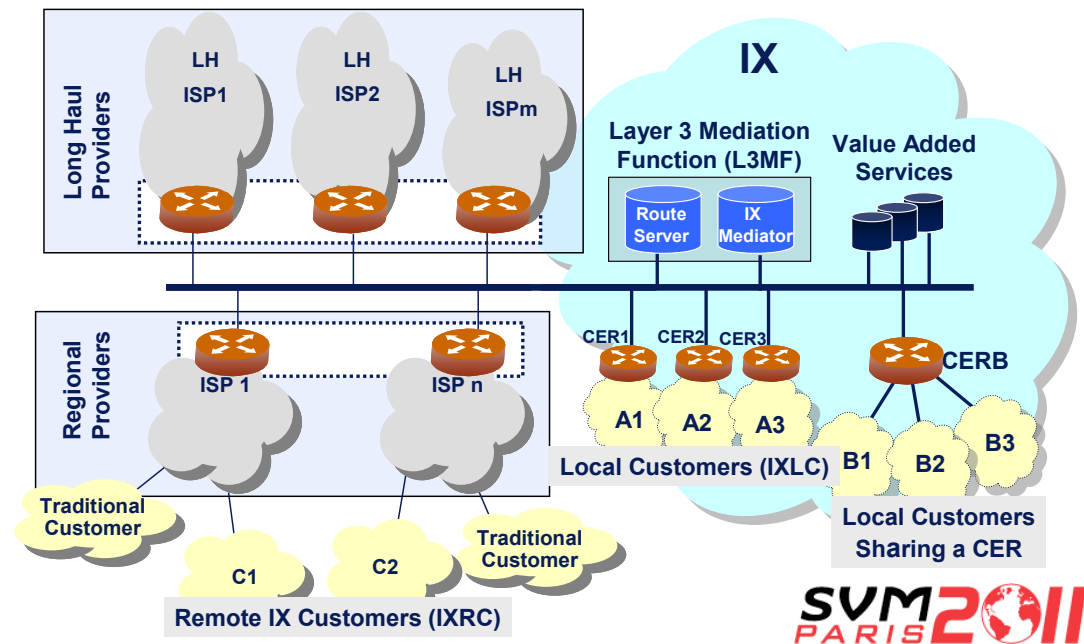 Long Haul
Providers
LH
ISP1
LH
ISP2
LH
ISPm
IX
Layer 3 Mediation
Function (L3MF)
Route
Server
IX
Mediator
Value Added
Services
Regional
Providers
ISP 1
ISP n
CER1
CER2
CER3
CERB
A1
A2
A3
B1
B2
B3
Local Customers (IXLC)
Local Customers
Sharing a CER
Traditional
Customer
C1
C2
Traditional
Customer
Remote IX Customers (IXRC)
SVM 2011
PARIS